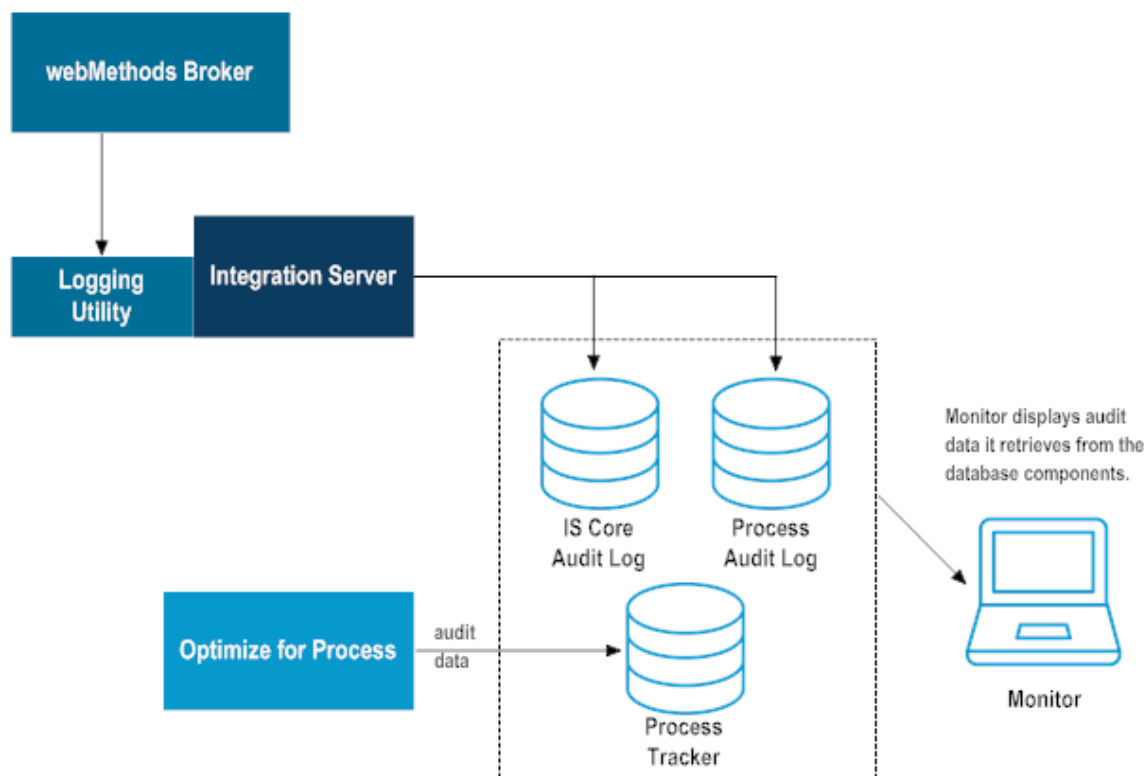 webMethods Broker
Logging
Utility
Integration Server
IS Core
Audit Log
Process
Audit Log
Monitor displays audit
data it retrieves from the
database components.
Monitor
Optimize for Process
audit
data
Process
Tracker